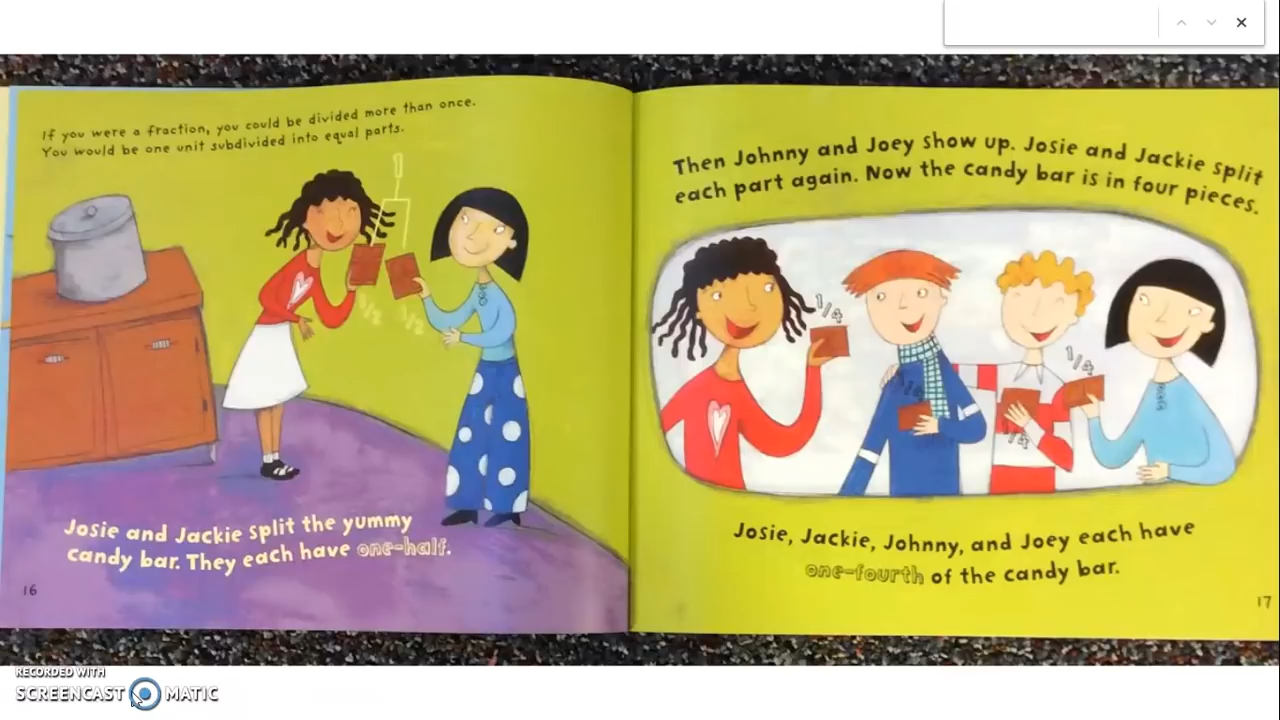 If you were a fraction, you could be divided more than once.
You would be one unit subdivided into equal parts.
1
1/2
1/2
Josie and Jackie split the yummy
candy bar. They each have one-half.
16
Then Johnny and Joey show up. Josie and Jackie split
each part again. Now the candy bar is in four pieces.
1/4
1/4
1/4
1/4
Josie, Jackie, Johnny, and Joey each have
one-fourth of the candy bar.
17
RECORDED WITH
SCREENCAST MATIC